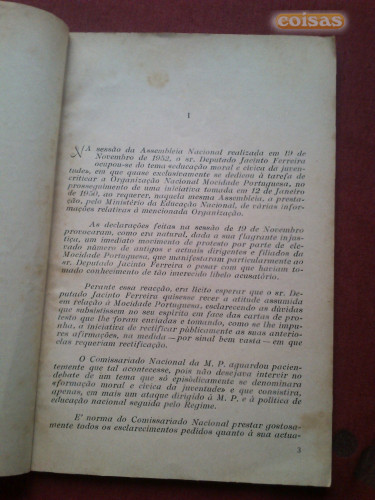 coisas
I
NA sessão da Assembleia Nacional realizada em 19 de
Novembro de 1952, o sr. Deputado Jacinto Ferreira
ocupou-se do tema «educação moral e cívica da juven-
tude», em que quase exclusivamente se dedicou à tarefa de
criticar a Organização Nacional Mocidade Portuguesa, no
prosseguimento de uma iniciativa tomada em 12 de Janeiro
de 1950, ao requerer, naquela mesma Assembleia, a presta-
ção, pelo Ministério da Educação Nacional, de várias infor-
mações relativas à mencionada Organização.
As declarações feitas na sessão de 19 de Novembro
provocaram, como era natural, dada a sua flagrante injus-
tiça, um imediato movimento de protesto por parte de ele-
vado número de antigos e actuais dirigentes e filiados da
Mocidade Portuguesa, que manifestaram particularmente ao
sr. Deputado Jacinto Ferreira o pesar com que haviam to-
mado conhecimento de tão imerecido libelo acusatório.
Perante essa reacção, era lícito esperar que o sr. De-
putado Jacinto Ferreira quisesse rever a atitude assumida
em relação à Mocidade Portuguesa, esclarecendo as dúvidas
que subsistissem no seu espírito em face das cartas de pro-
testo que lhe foram enviadas e tomando, como se lhe impu-
nha, a iniciativa de rectificar públicamente as suas anterio-
res afirmações, na medida — por sinal bem vasta — em que
elas requeriam rectificação.
O Comissariado Nacional da M. P. aguardou pacien-
temente que tal acontecesse, pois não desejava intervir no
debate de um tema que só episòdicamente se denominara
«formação moral e cívica da juventude» e que consistira,
apenas, em mais um ataque dirigido à M. P. e à política de
educação nacional seguida pelo Regime.
E' norma do Comissariado Nacional prestar gostosa-
mente todos os esclarecimentos pedidos quanto à sua actua-
3